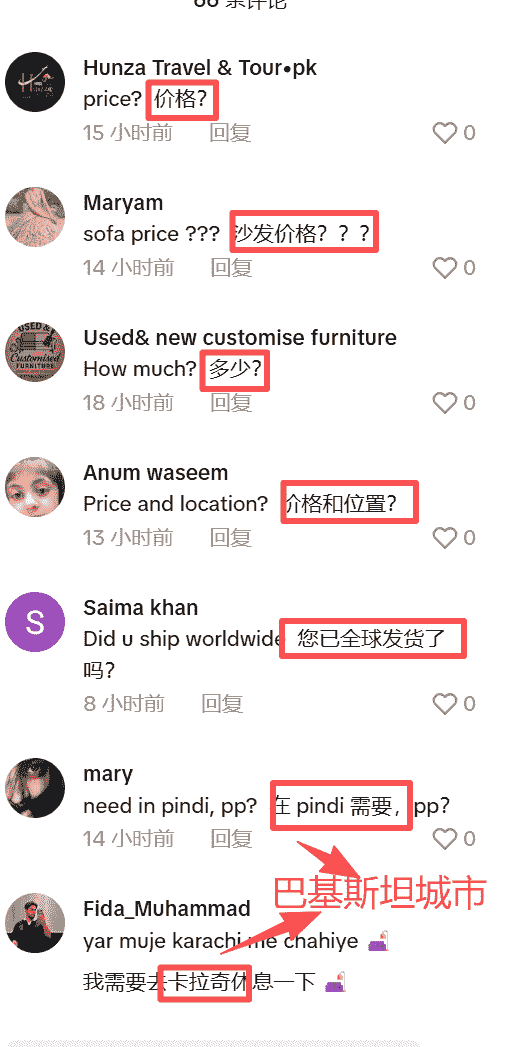 66 条评论
Hunza Travel & Tour•pk
price? 价格？
15 小时前 回复 0
Maryam
sofa price ??? 沙发价格？？？
14 小时前 回复 0
Used& new customise furniture
How much? 多少？
18 小时前 回复 0
Anum waseem
Price and location? 价格和位置？
13 小时前 回复 0
S
Saima khan
Did u ship worldwide 您已全球发货了
吗？
8 小时前 回复 0
mary
need in pindi, pp? 在 pindi 需要，pp？
14 小时前 回复 0
巴基斯坦城市
Fida_Muhammad
yar muje karachi me chahiye
我需要去卡拉奇休息一下